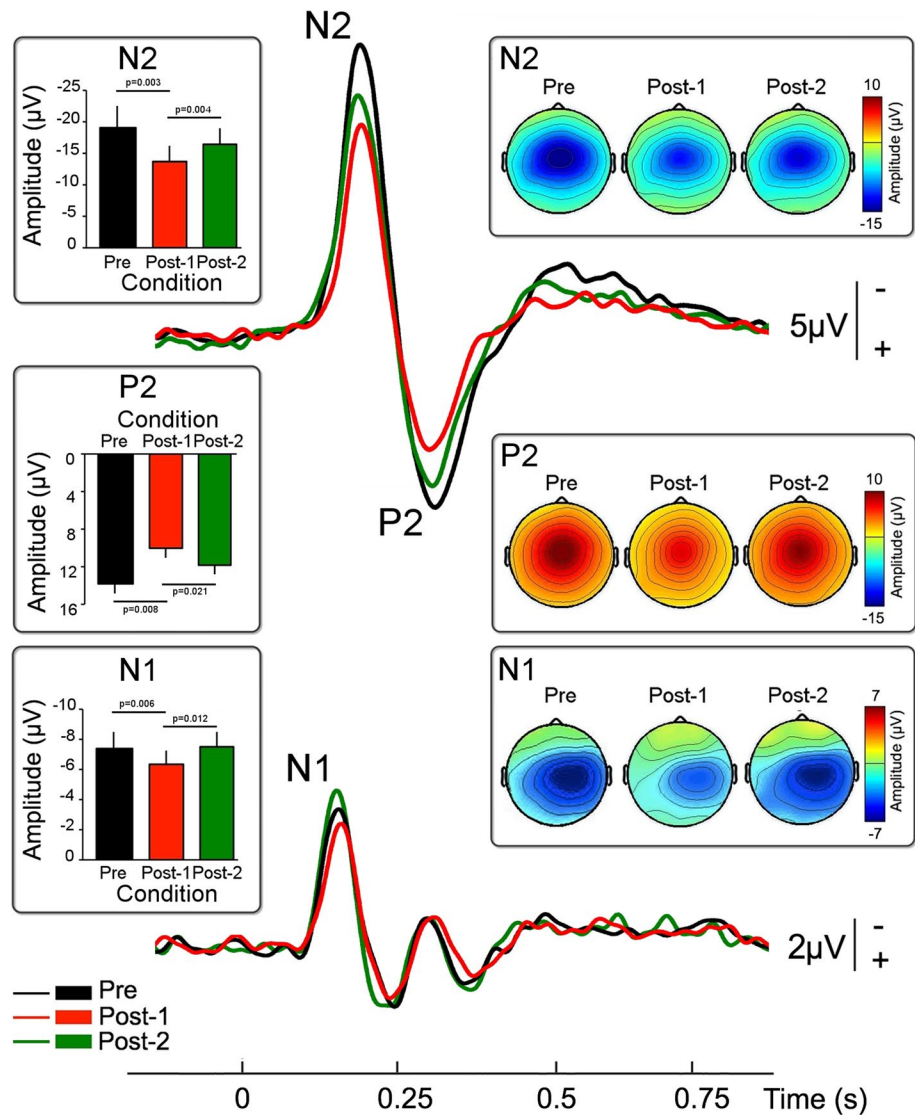 N2
-25
-20
-15
-10
-5
0
Amplitude (µV)
p=0.003
p=0.004
Pre Post-1 Post-2
Condition
N2
N2
Pre Post-1 Post-2
10
-15
Amplitude (µV)
5µV
-
+
P2
Condition
Pre Post-1 Post-2
0
4
8
12
16
Amplitude (µV)
p=0.008
p=0.021
P2
P2
Pre Post-1 Post-2
10
-15
Amplitude (µV)
N1
-10
-8
-6
-4
-2
0
Amplitude (µV)
p=0.006
p=0.012
Pre Post-1 Post-2
Condition
N1
N1
Pre Post-1 Post-2
7
-7
Amplitude (µV)
2µV
-
+
Pre
Post-1
Post-2
0 0.25 0.5 0.75 Time (s)